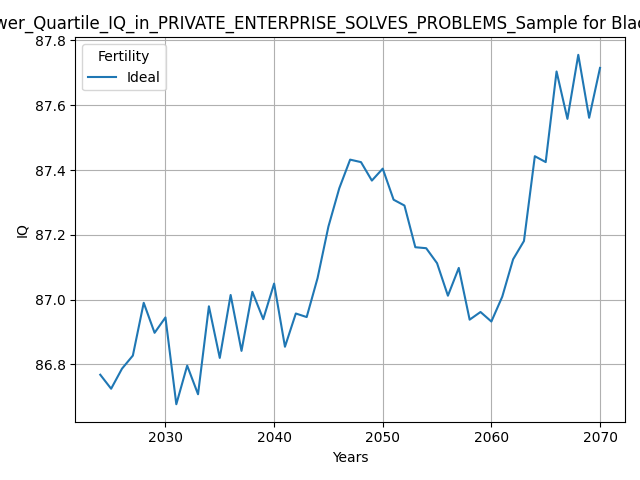 wer_Quartile_IQ_in_PRIVATE_ENTERPRISE_SOLVES_PROBLEMS_Sample for Bla
87.8
Fertility
Ideal
87.6
87.4
87.2
87.0
86.8
IQ
2030 2040 2050 2060 2070
Years